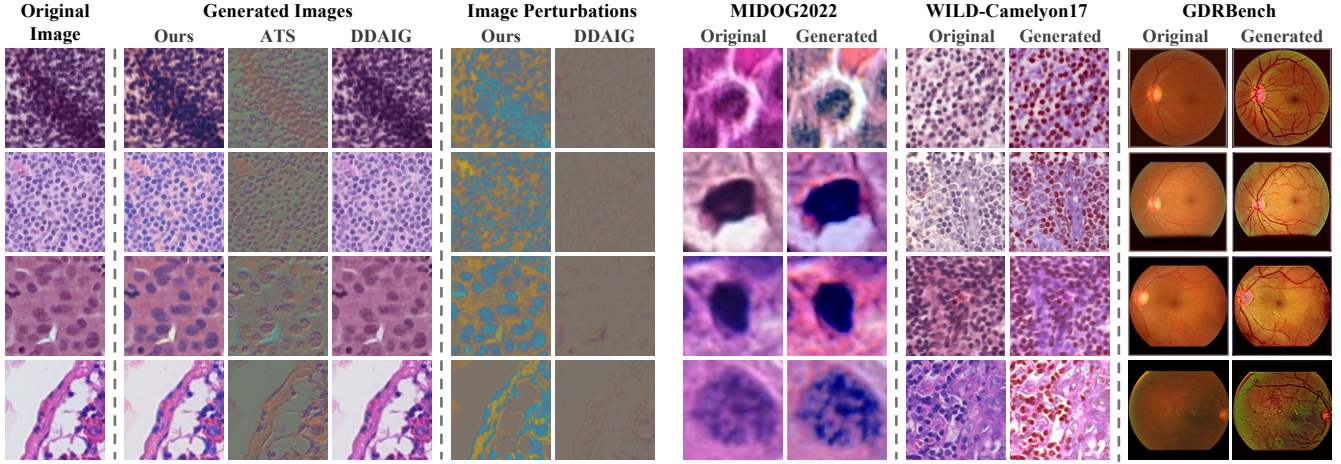 Original
Image
Generated Images
Ours
ATS
DDAIG
Image Perturbations
Ours
DDAIG
MIDOG2022
Original
Generated
WILD-Camelyon17
Original
Generated
GDRBench
Original
Generated